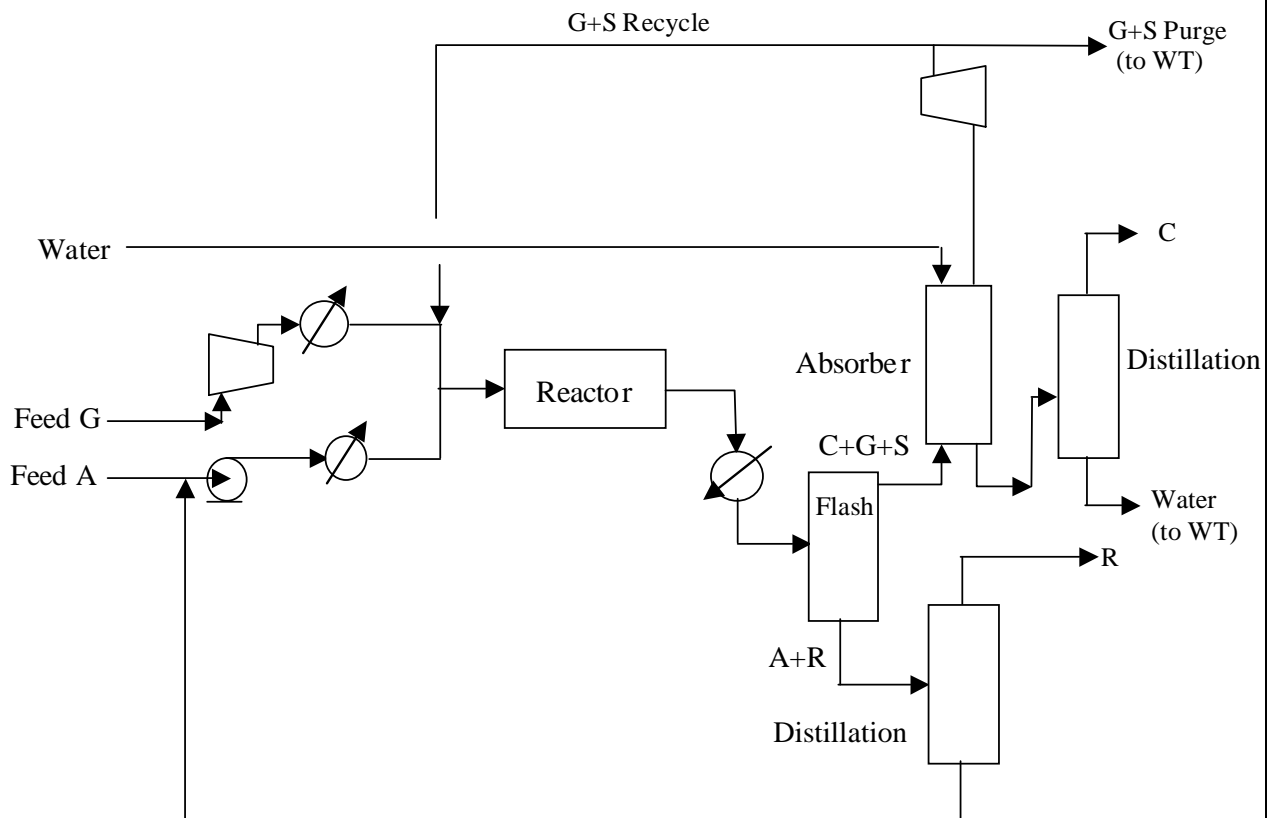 G+S Recycle
G+S Purge
(to WT)
Water
C
Absorber
Distillation
Reactor
Feed G
C+G+S
Feed A
Flash
Water
(to WT)
R
A+R
Distillation